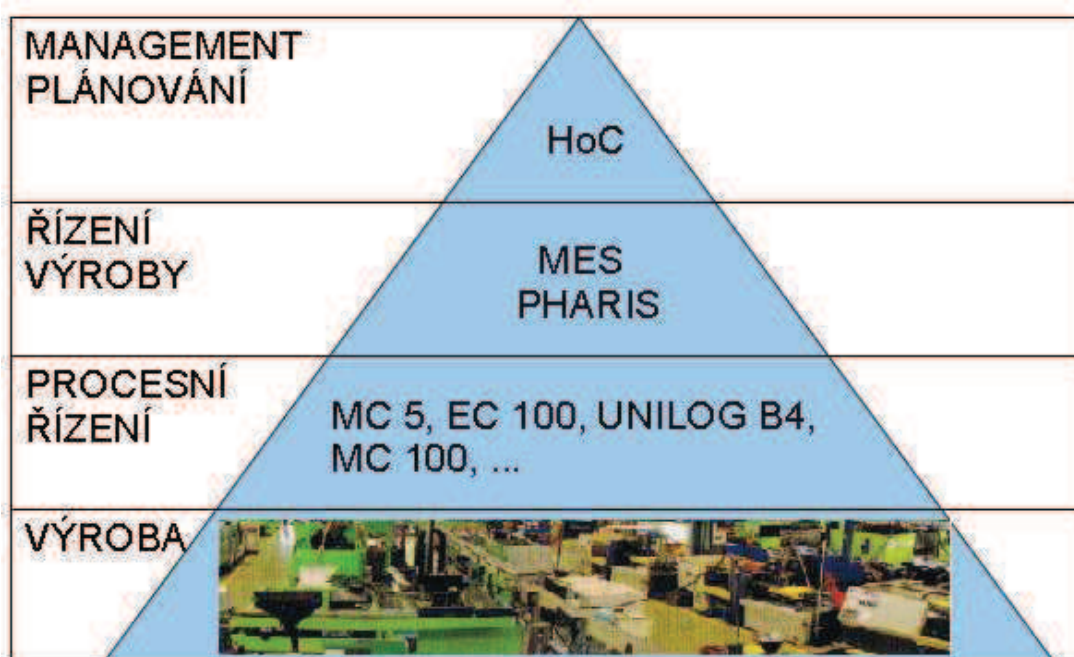 MANAGEMENT
PLÁNOVÁNÍ
HoC
ŘÍZENÍ
VÝROBY
MES
PHARIS
PROCESNÍ
ŘÍZENÍ
MC 5, EC 100, UNILOG B4,
MC 100, ...
VÝROBA